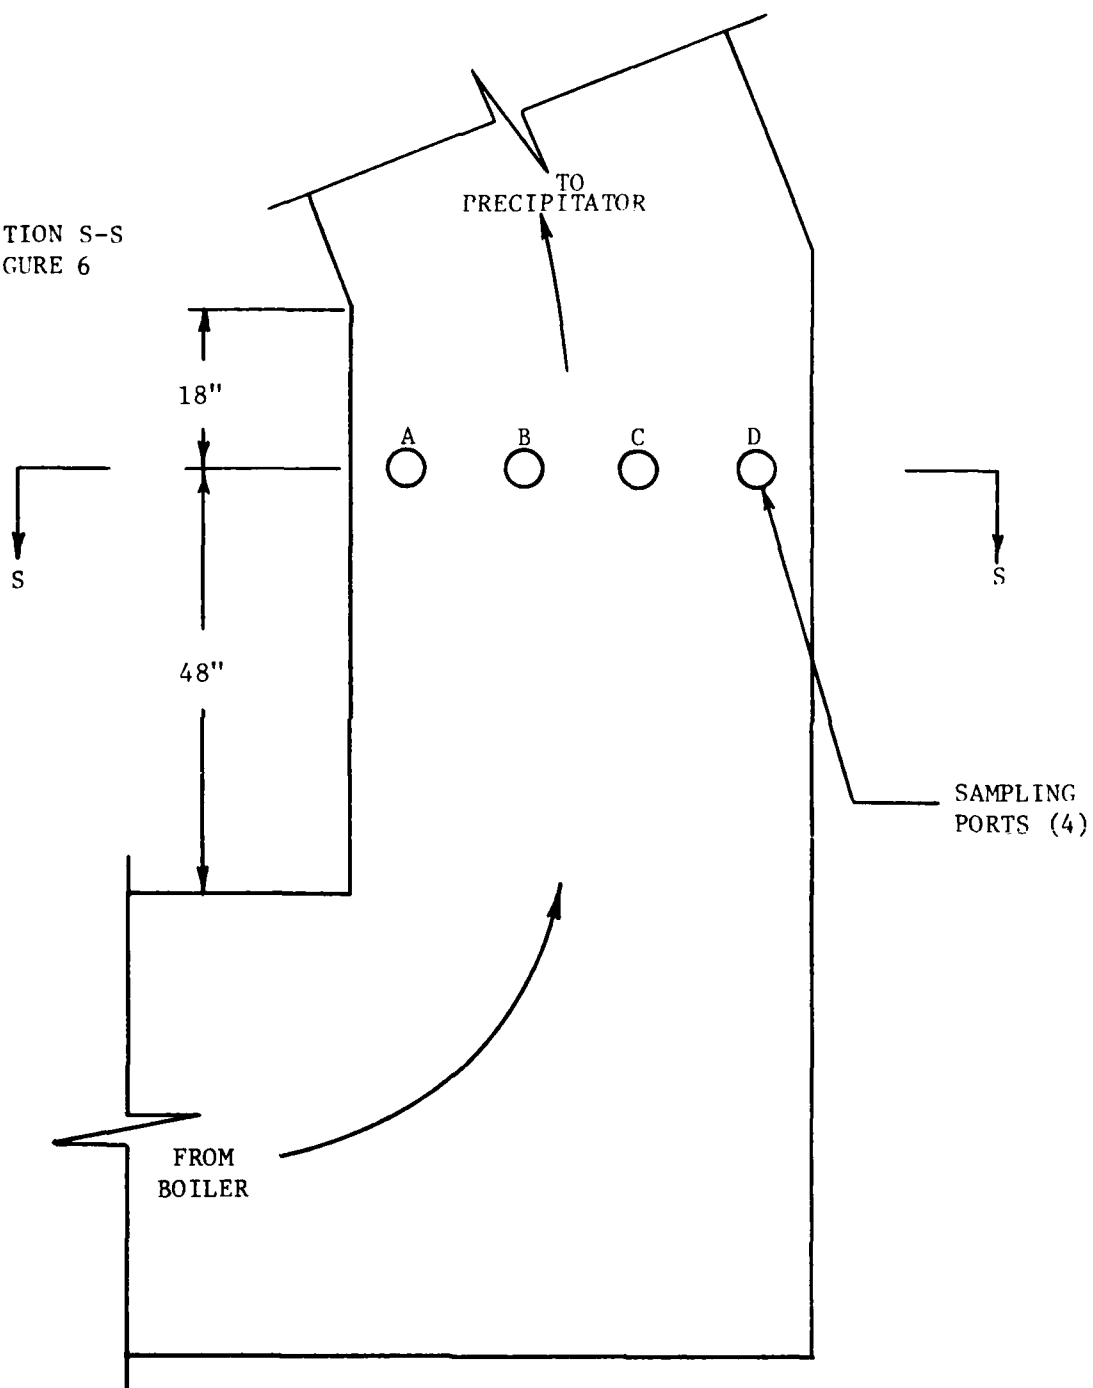 TO
PRECIPITATOR
TION S-S
GURE 6
18"
A B C D
S S
48"
SAMPLING
PORTS (4)
FROM
BOILER